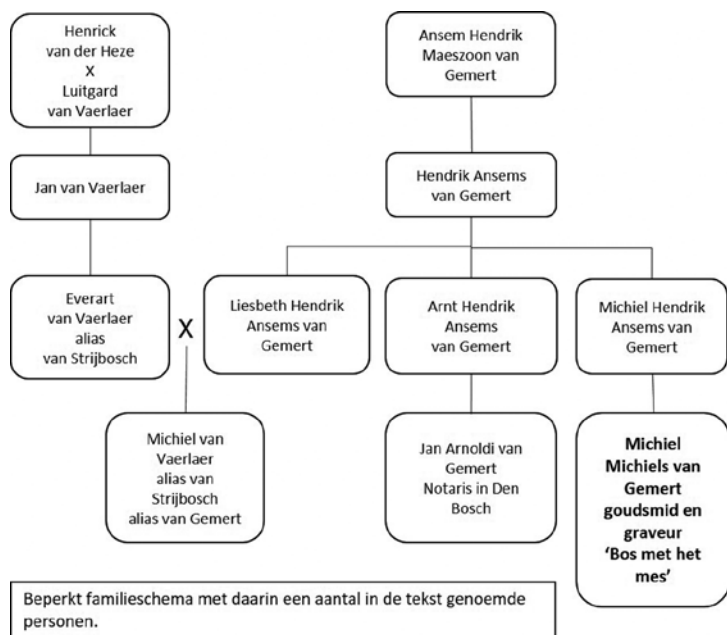 Henrick
van der Heze
X
Luitgard
van Vaerlaer
Ansem Hendrik
Maeszoon van
Gemert
Jan van Vaerlaer
Hendrik Ansems
van Gemert
Everart
van Vaerlaer
alias
van Strijbosch
X
Liesbeth Hendrik
Ansems van
Gemert
Arnt Hendrik
Ansems
van Gemert
Michiel Hendrik
Ansems van
Gemert
Michiel van
Vaerlaer
alias van
Strijbosch
alias van Gemert
Jan Arnoldi van
Gemert
Notaris in Den
Bosch
Michiel
Michiels van
Gemert
goudsmid en
graveur
‘Bos met het
mes’
Beperkt familieschema met daarin een aantal in de tekst genoemde
personen.